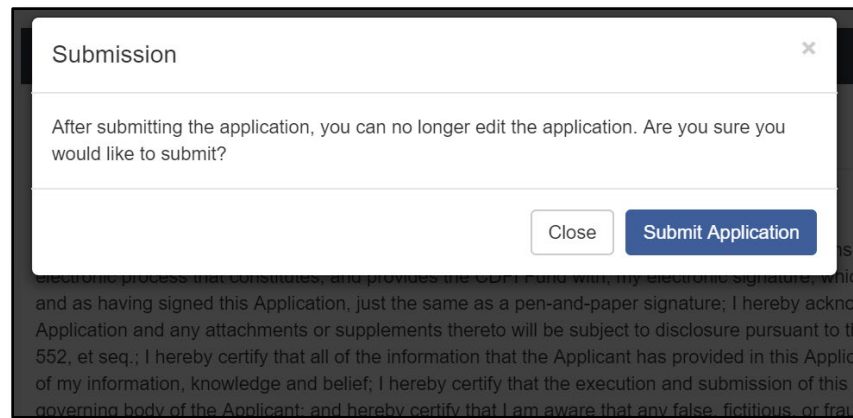 Submission
×
After submitting the application, you can no longer edit the application. Are you sure you
would like to submit?
Close
Submit Application
electronic process that constitutes, and provides the CDFI Fund with, my electronic signature,
and as having signed this Application, just the same as a pen-and-paper signature; I hereby
Application and any attachments or supplements thereto will be subject to disclosure pursuant to
552, et seq.; I hereby certify that all of the information that the Applicant has provided in this
of my information, knowledge and belief; I hereby certify that the execution and submission of this
governing body of the Applicant; and hereby certify that I am aware that any false, fictitious, or